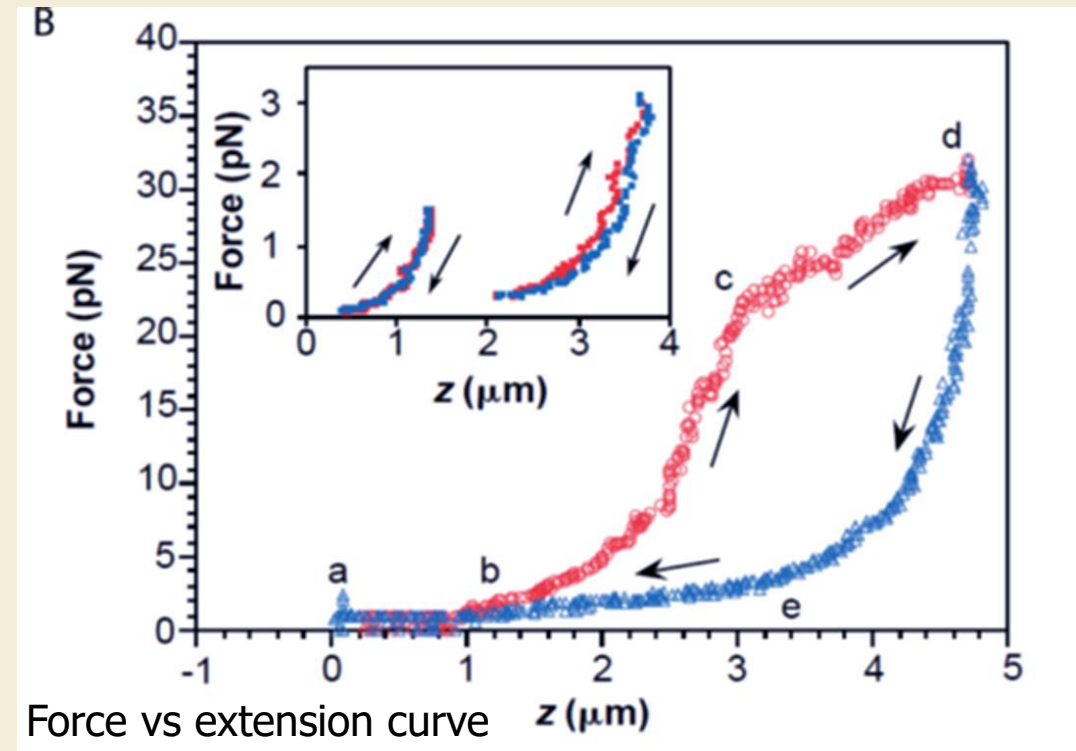 B
40
35
30
25
20
15
10
5
0
Force (pN)
3
2
1
0
Force (pN)
0 1 2 3 4
z (μm)
a
b
c
d
e
-1 0 1 2 3 4 5
z (μm)
Force vs extension curve